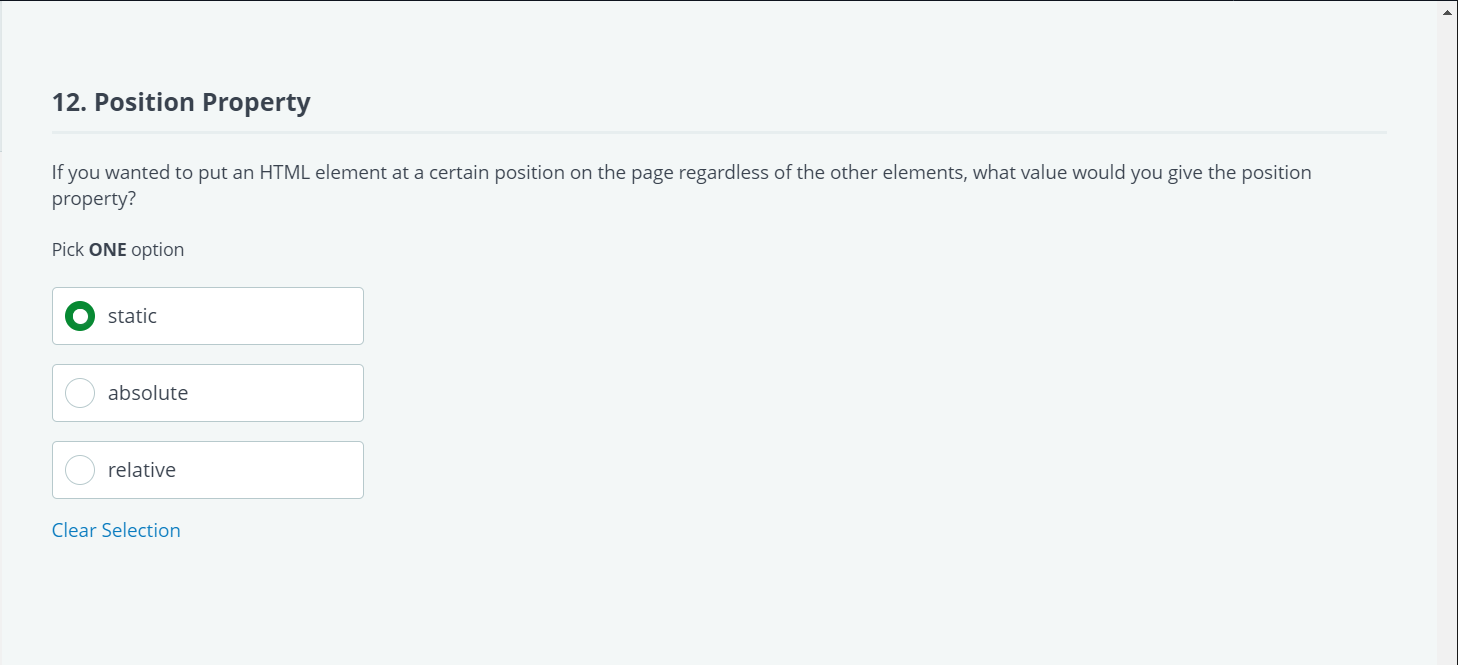 12. Position Property
If you wanted to put an HTML element at a certain position on the page regardless of the other elements, what value would you give the position
property?
Pick ONE option
static
absolute
relative
Clear Selection